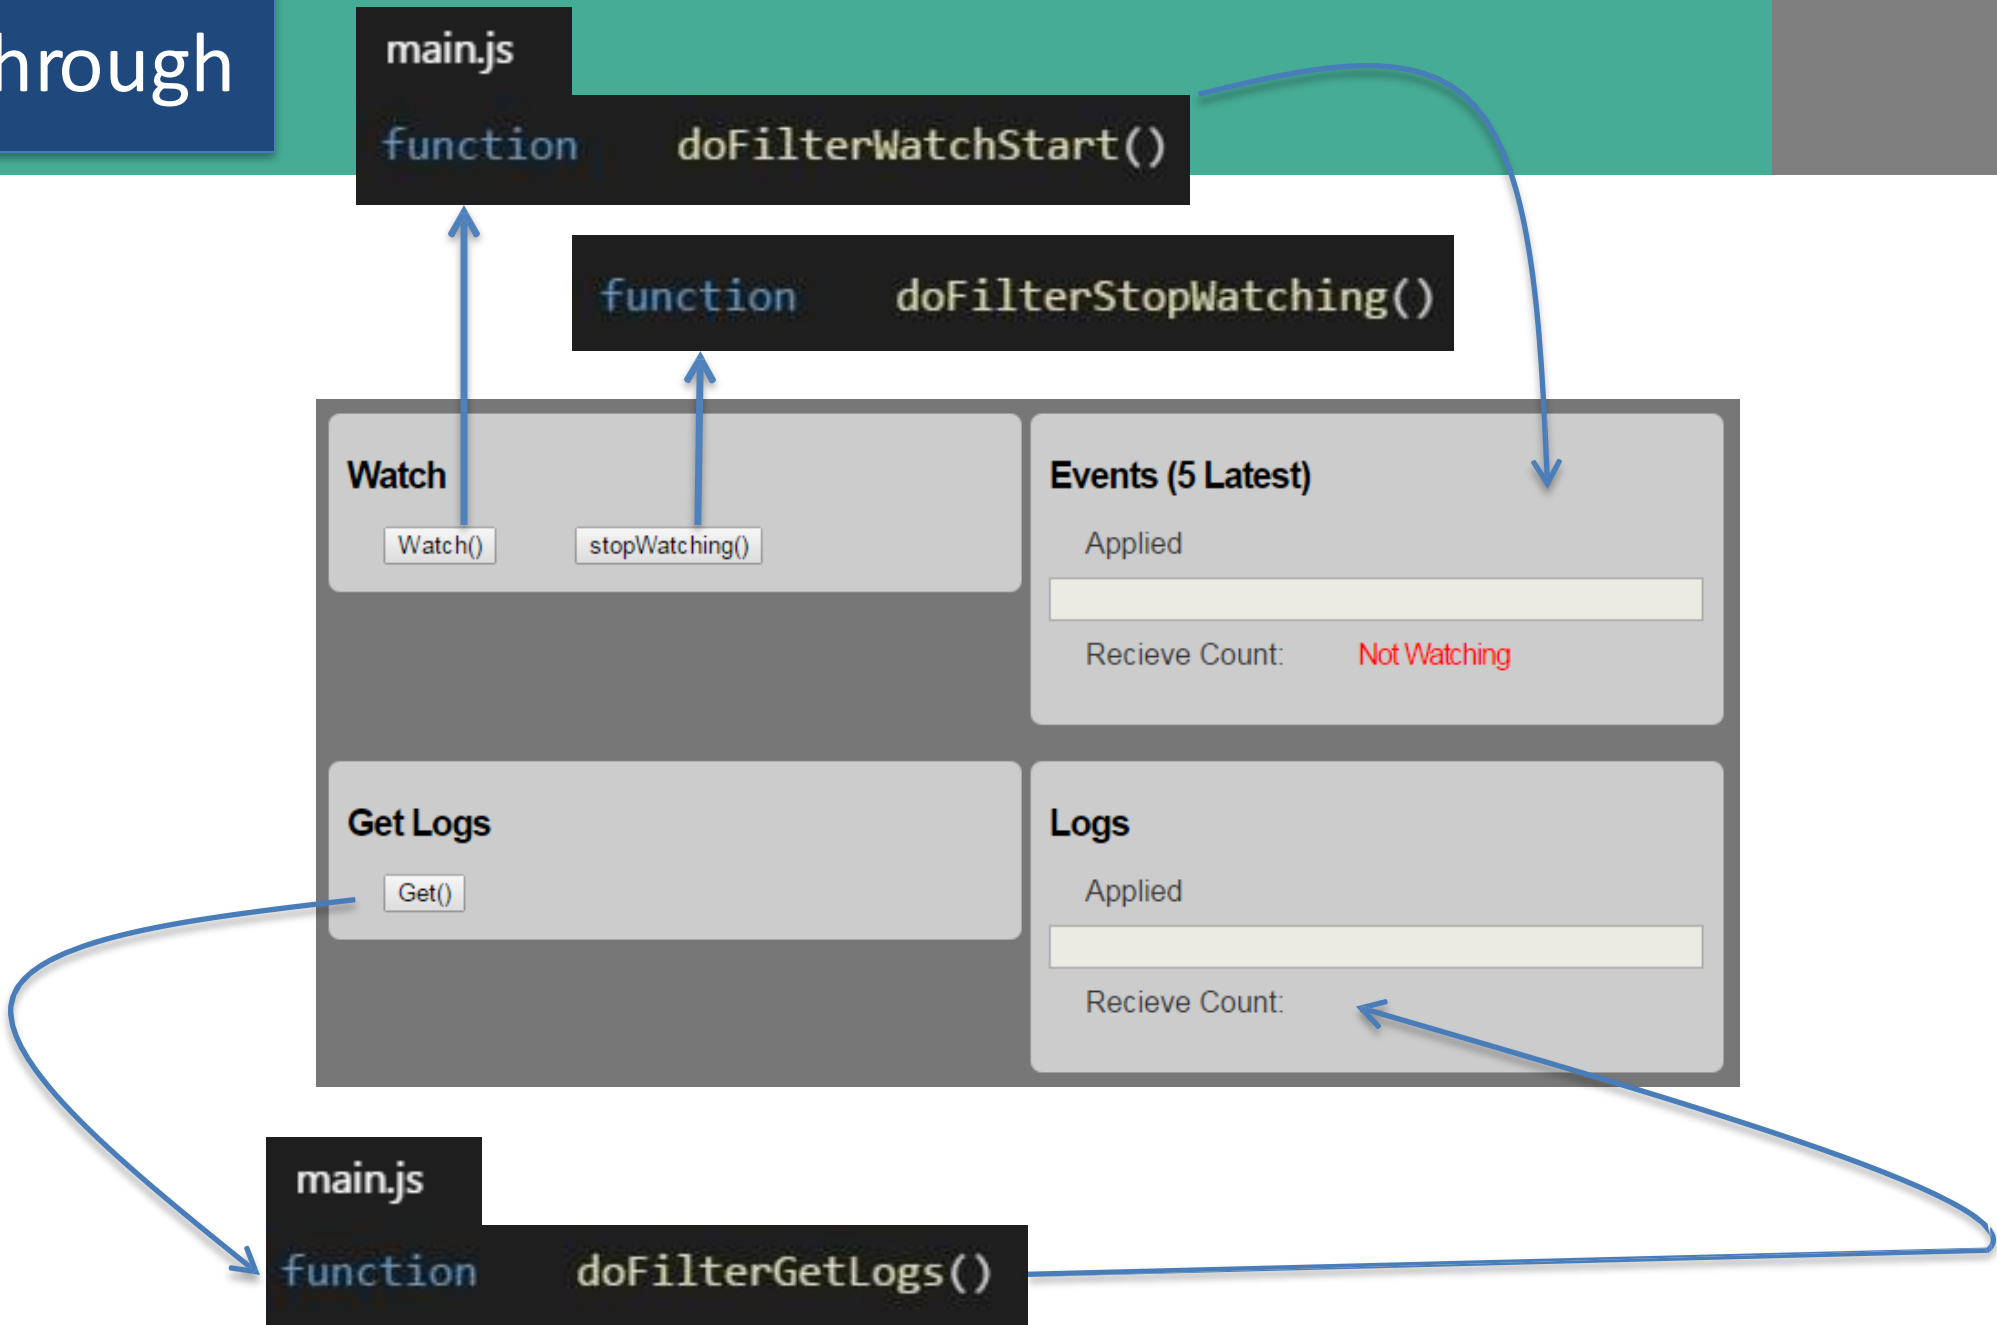 hrough
main.js
function doFilterWatchStart()
function doFilterStopWatching()
Watch
Watch() stopWatching()
Events (5 Latest)
Applied
Recieve Count: Not Watching
Get Logs
Get()
Logs
Applied
Recieve Count:
main.js
function doFilterGetLogs()